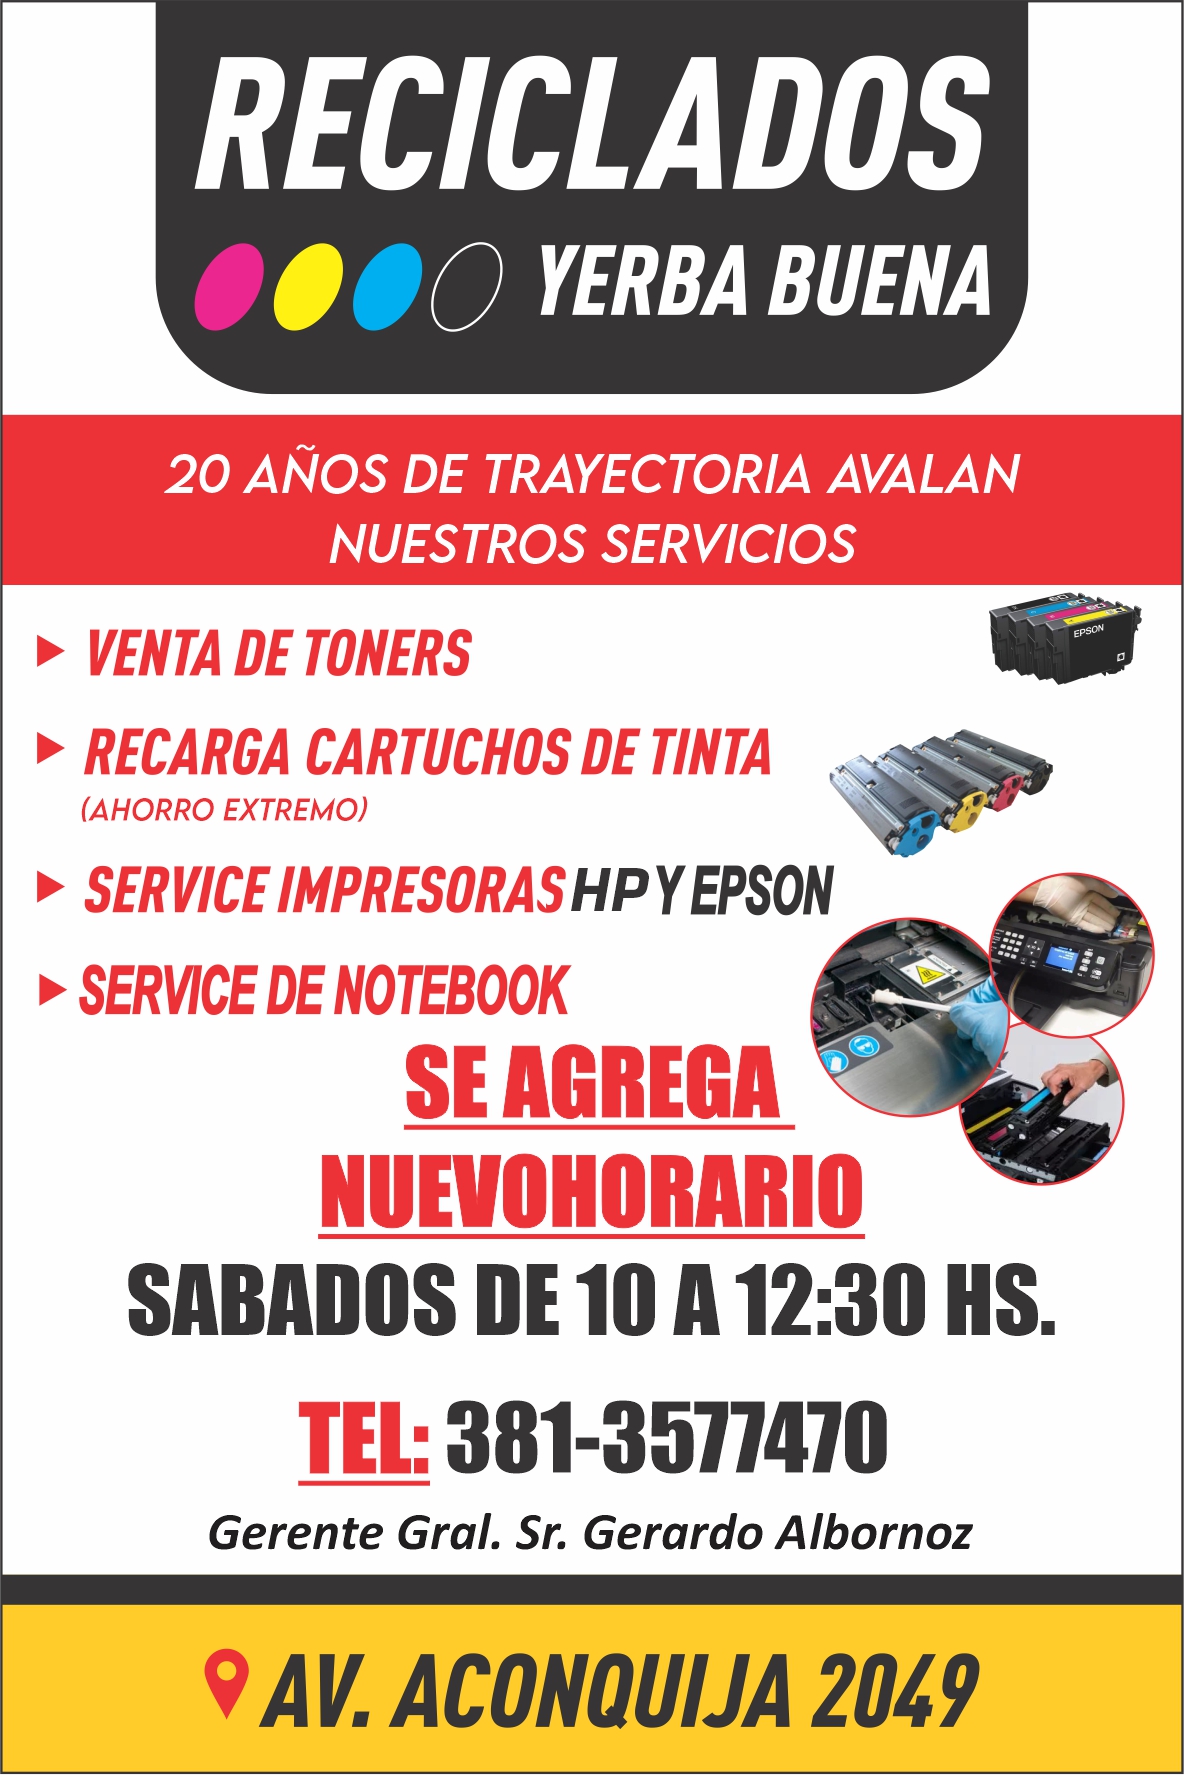 RECICLADOS
YERBA BUENA
20 AÑOS DE TRAYECTORIA AVALAN
NUESTROS SERVICIOS
VENTA DE TONERS
EPSON
RECARGA CARTUCHOS DE TINTA
(AHORRO EXTREMO)
SERVICE IMPRESORAS HP Y EPSON
SERVICE DE NOTEBOOK
SE AGREGA
NUEVOHORARIO
SABADOS DE 10 A 12:30 HS.
TEL: 381-3577470
Gerente Gral. Sr. Gerardo Albornoz
AV. ACONQUIJA 2049